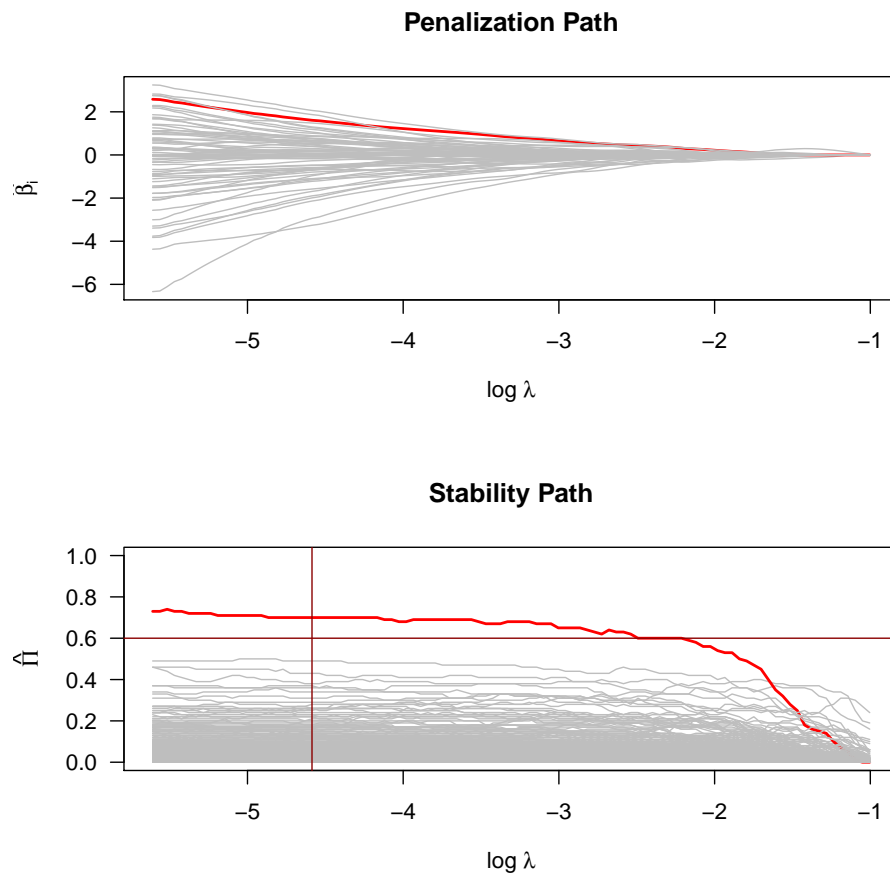 Penalization Path
2
0
−2
−4
−6
β̂i
−5 −4 −3 −2 −1
log λ
Stability Path
1.0
0.8
0.6
0.4
0.2
0.0
Π̂
−5 −4 −3 −2 −1
log λ